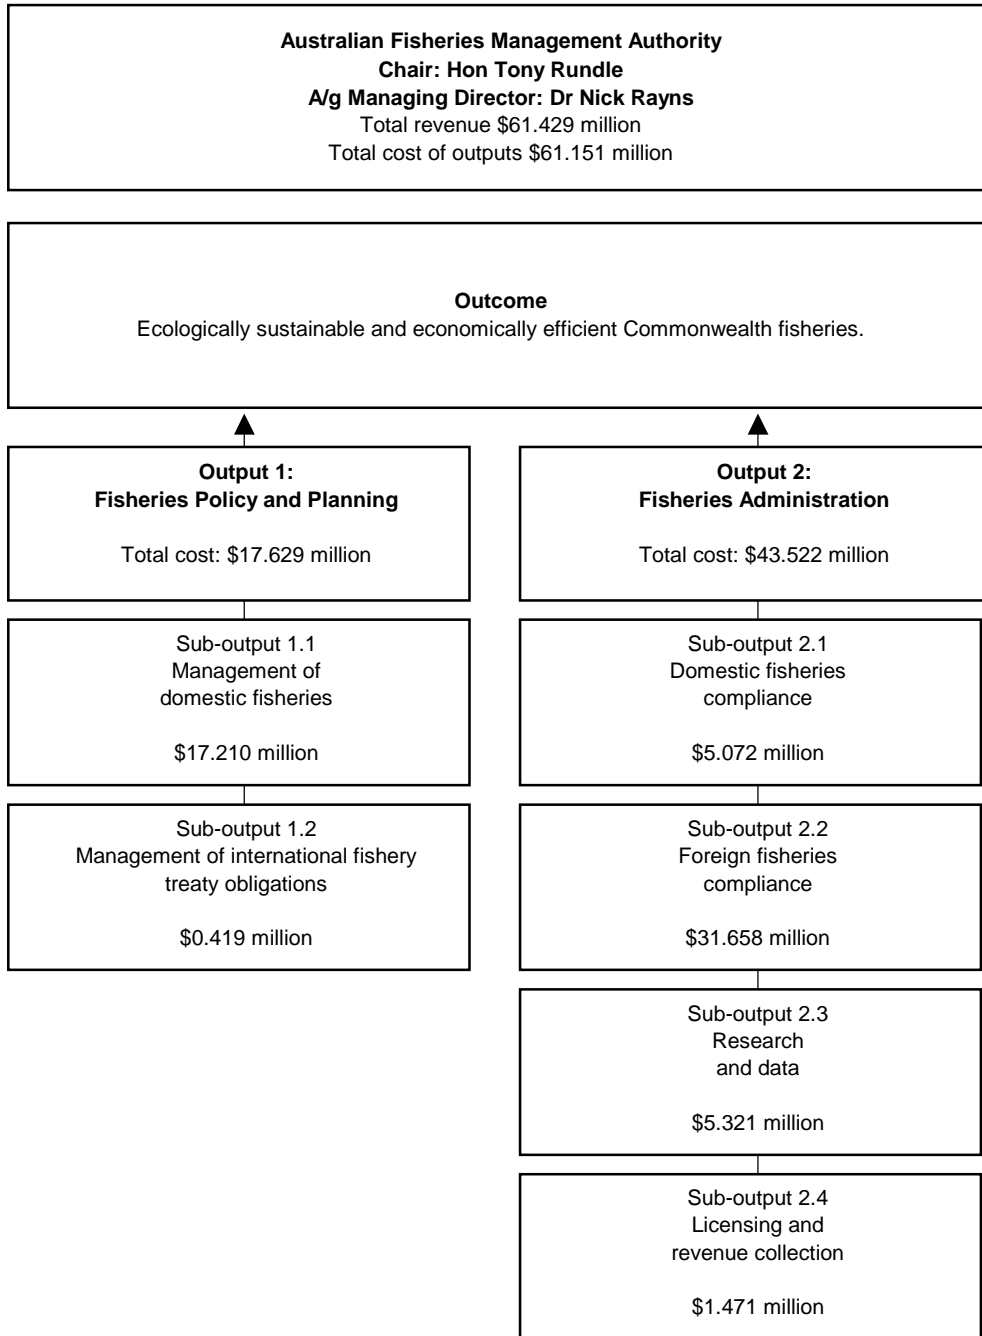 Australian Fisheries Management Authority
Chair: Hon Tony Rundle
A/g Managing Director: Dr Nick Rayns
Total revenue $61.429 million
Total cost of outputs $61.151 million
Outcome
Ecologically sustainable and economically efficient Commonwealth fisheries.
Output 1:
Fisheries Policy and Planning
Total cost: $17.629 million
Sub-output 1.1
Management of
domestic fisheries
$17.210 million
Sub-output 1.2
Management of international fishery
treaty obligations
$0.419 million
Output 2:
Fisheries Administration
Total cost: $43.522 million
Sub-output 2.1
Domestic fisheries
compliance
$5.072 million
Sub-output 2.2
Foreign fisheries
compliance
$31.658 million
Sub-output 2.3
Research
and data
$5.321 million
Sub-output 2.4
Licensing and
revenue collection
$1.471 million